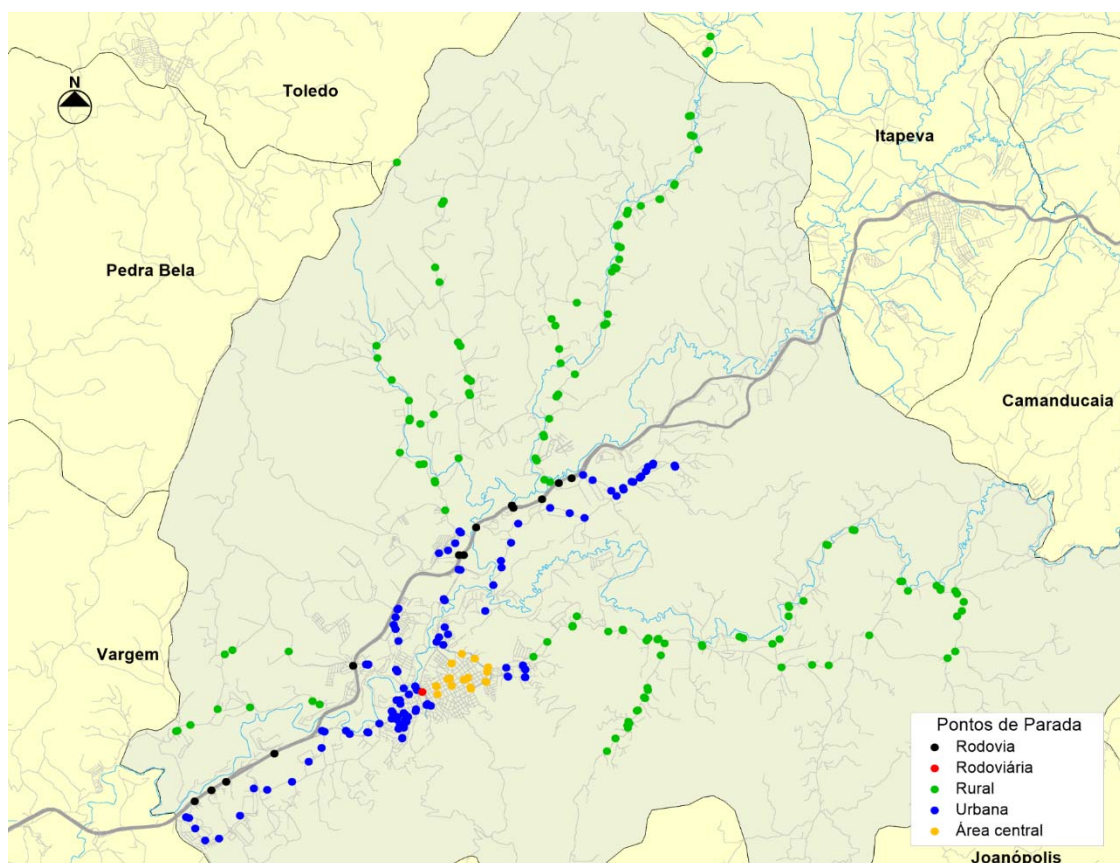 N
Toledo
Itapeva
Pedra Bela
Camanducaia
Vargem
Pontos de Parada
Rodovia
Rodoviária
Rural
Urbana
Área central
Joanópolis